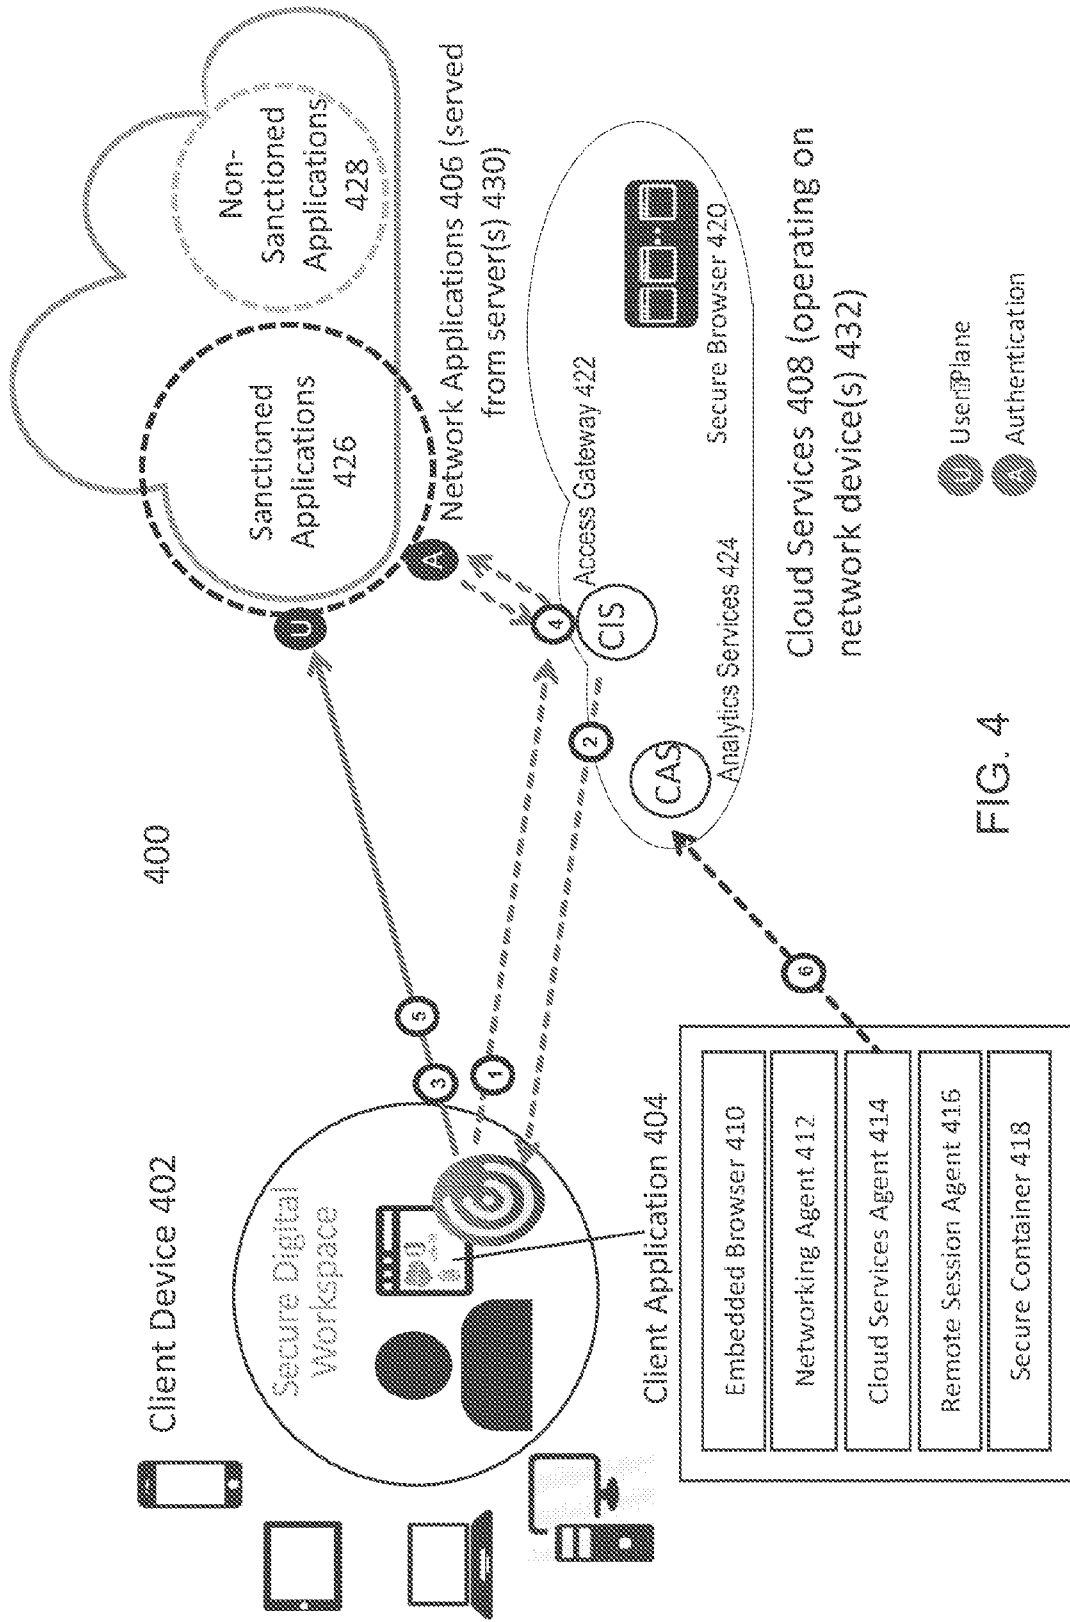 400
Client Device 402
Secure Digital
Workspace
Client Application 404
Embedded Browser 410
Networking Agent 412
Cloud Services Agent 414
Remote Session Agent 416
Secure Container 418
3
5
1
2
4
6
U
A
Sanctioned
Applications
426
Non-
Sanctioned
Applications
428
Network Applications 406 (served
from server(s) 430)
Access Gateway 422
CIS
CAS
Analytics Services 424
Secure Browser 420
Cloud Services 408 (operating on
network device(s) 432)
U
A
Authentication
FIG. 4